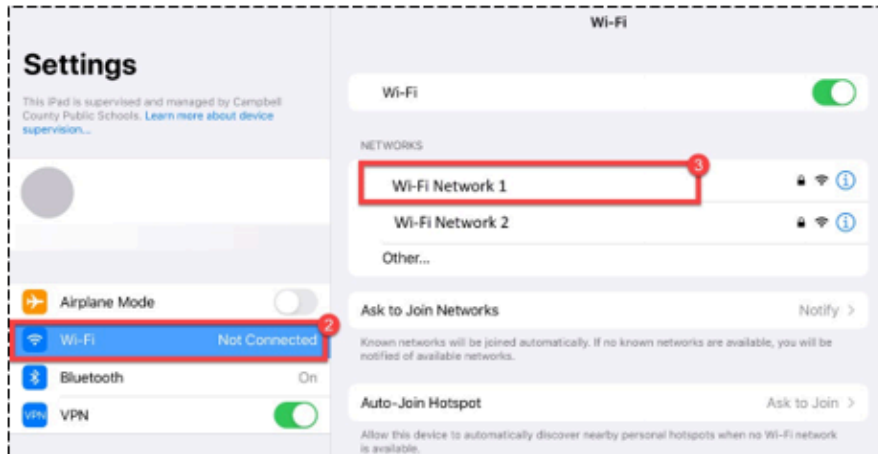 Wi-Fi
Settings
This iPad is supervised and managed by Campbell
County Public Schools. Learn more about device
supervision...
Wi-Fi
NETWORKS
3
Wi-Fi Network 1
Wi-Fi Network 2
Other...
Airplane Mode
2
Wi-Fi Not Connected
Bluetooth On
VPN VPN
Ask to Join Networks Notify >
Known networks will be joined automatically. If no known networks are available, you will be
notified of available networks.
Auto-Join Hotspot Ask to Join >
Allow this device to automatically discover nearby personal hotspots when no Wi-Fi network
is available.